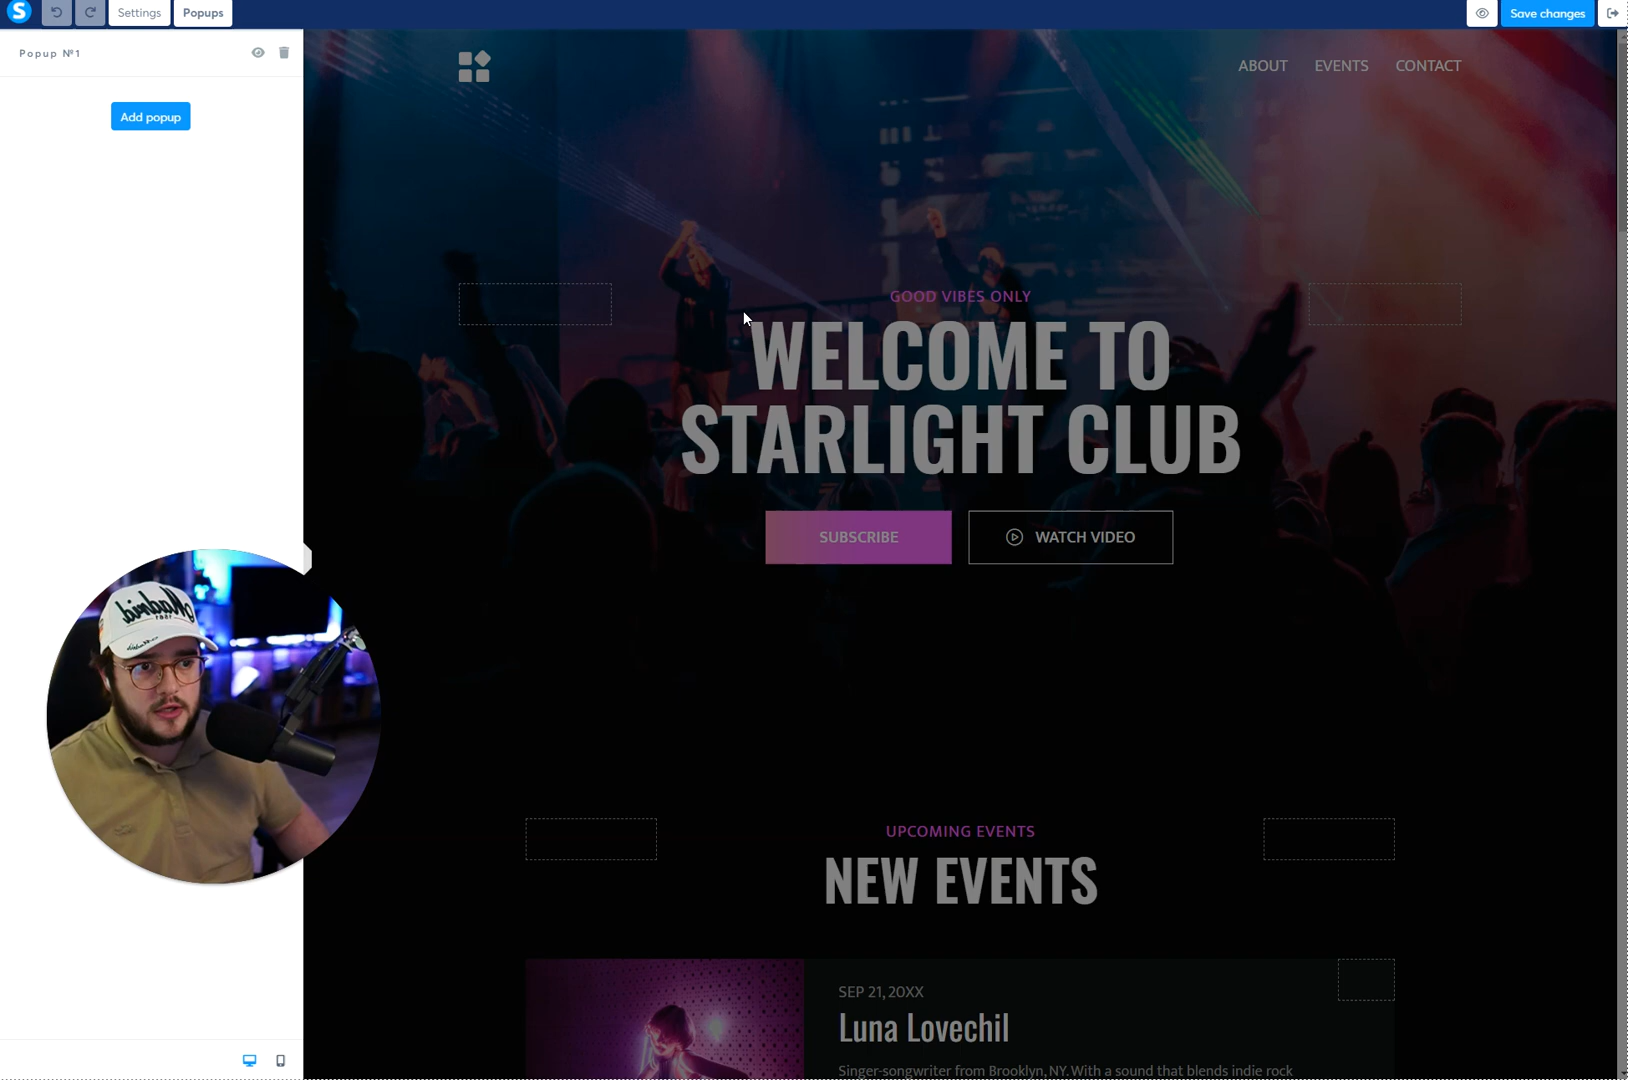 S
Settings
Popups
Save changes
Popup Nº1
Add popup
ABOUT
EVENTS
CONTACT
GOOD VIBES ONLY
WELCOME TO
STARLIGHT CLUB
SUBSCRIBE
WATCH VIDEO
Madrid
UPCOMING EVENTS
NEW EVENTS
SEP 21, 20XX
Luna Lovechil
Singer-songwriter from Brooklyn, NY. With a sound that blends indie rock